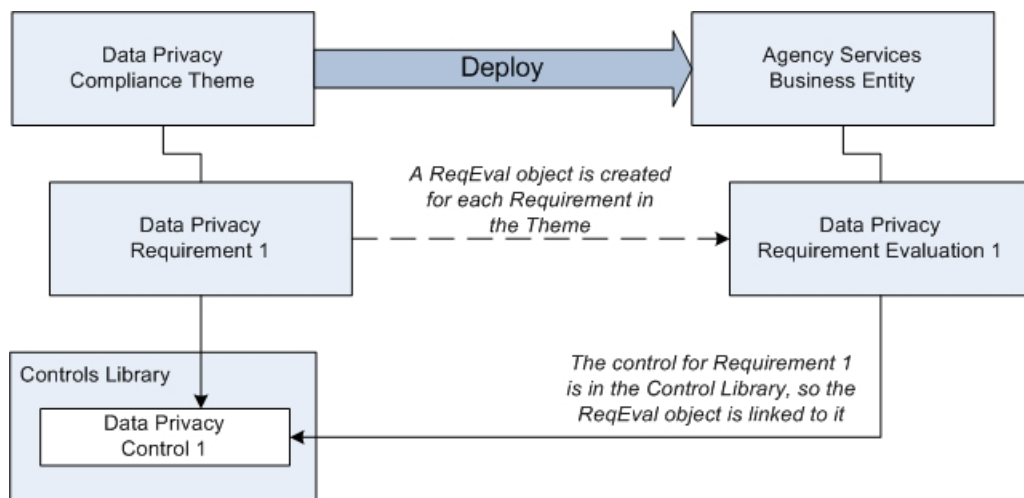 Data Privacy
Compliance Theme
Deploy
Agency Services
Business Entity
A ReqEval object is created
for each Requirement in
the Theme
Data Privacy
Requirement 1
Data Privacy
Requirement Evaluation 1
Controls Library
Data Privacy
Control 1
The control for Requirement 1
is in the Control Library, so the
ReqEval object is linked to it